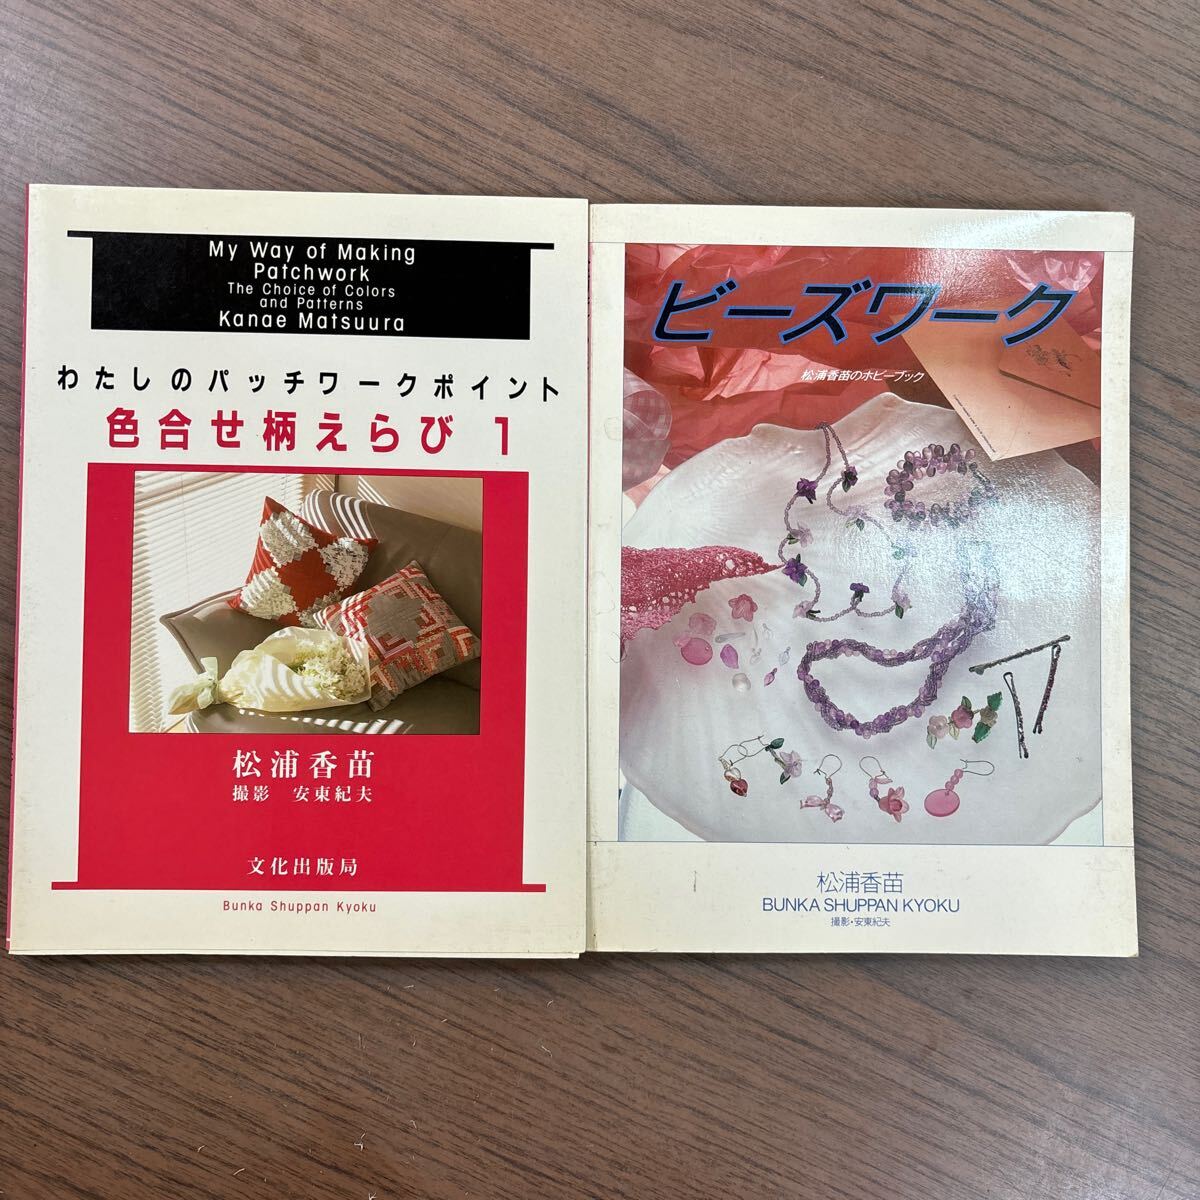 My Way of Making
Patchwork
The Choice of Colors
and Patterns
Kanae Matsuura
わたしのパッチワークポイント
色合せ柄えらび 1
松浦香苗
撮影 安東紀夫
文化出版局
Bunka Shuppan Kyoku
ビーズワーク
松浦香苗のホビーブック
松浦香苗
BUNKA SHUPPAN KYOKU
撮影・安東紀夫